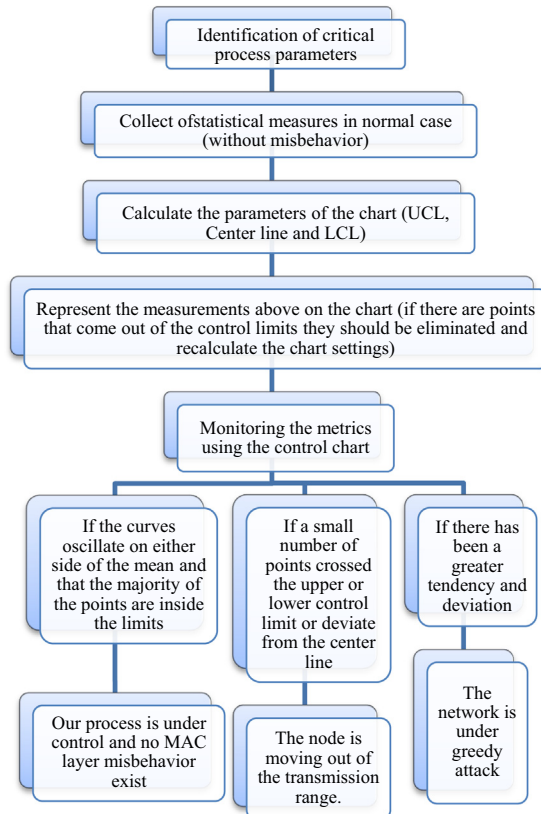 Identification of critical
process parameters
Collect ofstatistical measures in normal case
(without misbehavior)
Calculate the parameters of the chart (UCL,
Center line and LCL)
Represent the measurements above on the chart (if there are points
that come out of the control limits they should be eliminated and
recalculate the chart settings)
Monitoring the metrics
using the control chart
If the curves
oscillate on either
side of the mean and
that the majority of
the points are inside
the limits
If a small
number of
points crossed
the upper or
lower control
limit or deviate
from the center
line
If there has
been a
greater
tendency and
deviation
Our process is under
control and no MAC
layer misbehavior
exist
The node is
moving out of
the transmission
range.
The
network is
under
greedy
attack